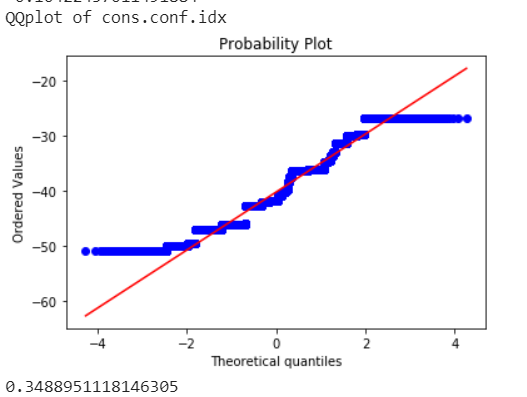 QQplot of cons.conf.idx
Probability Plot
Ordered Values
−20
−30
−40
−50
−60
−4
−2
0
2
4
Theoretical quantiles
0.3488951118146305